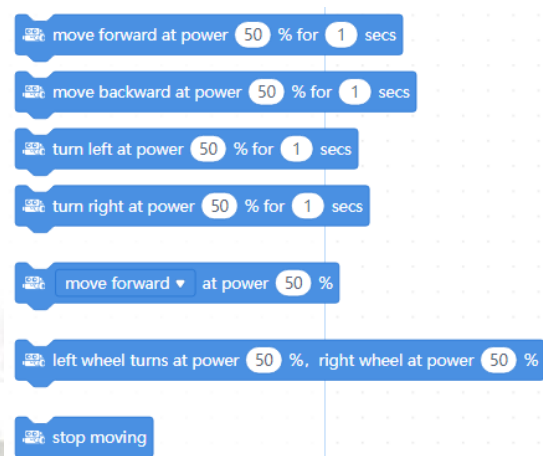 move forward at power 50 % for 1 secs
move backward at power 50 % for 1 secs
turn left at power 50 % for 1 secs
turn right at power 50 % for 1 secs
move forward ▾ at power 50 %
left wheel turns at power 50 %, right wheel at power 50 %
stop moving